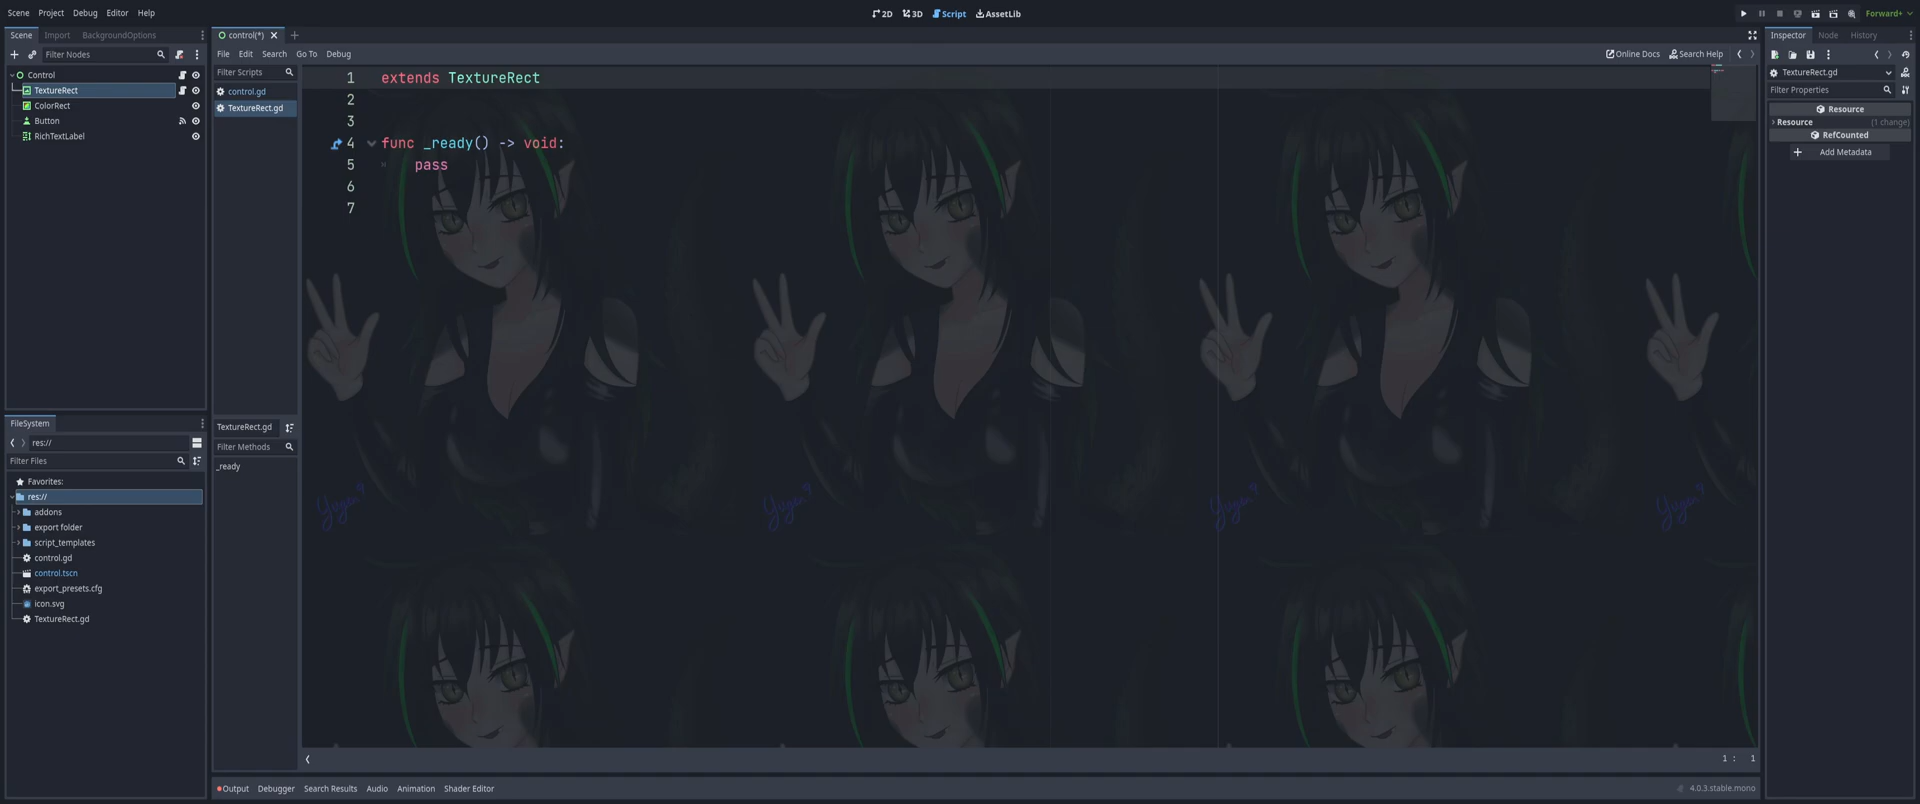 Scene Project Debug Editor Help
2D 3D Script AssetLib
Forward+
Scene Import BackgroundOptions
Filter Nodes
Control
TextureRect
ColorRect
Button
RichTextLabel
FileSystem
res://
Filter Files
Favorites:
res://
addons
export folder
script_templates
control.gd
control.tscn
export_presets.cfg
icon.svg
TextureRect.gd
control(*)
File Edit Search Go To Debug
Online Docs Search Help
Filter Scripts
control.gd
TextureRect.gd
TextureRect.gd
Filter Methods
_ready
1 extends TextureRect
2
3
4 func _ready() -> void:
5 pass
6
7
1 : 1
Output Debugger Search Results Audio Animation Shader Editor
4.0.3.stable.mono
Inspector Node History
TextureRect.gd
Filter Properties
Resource
Resource (1 change)
RefCounted
Add Metadata